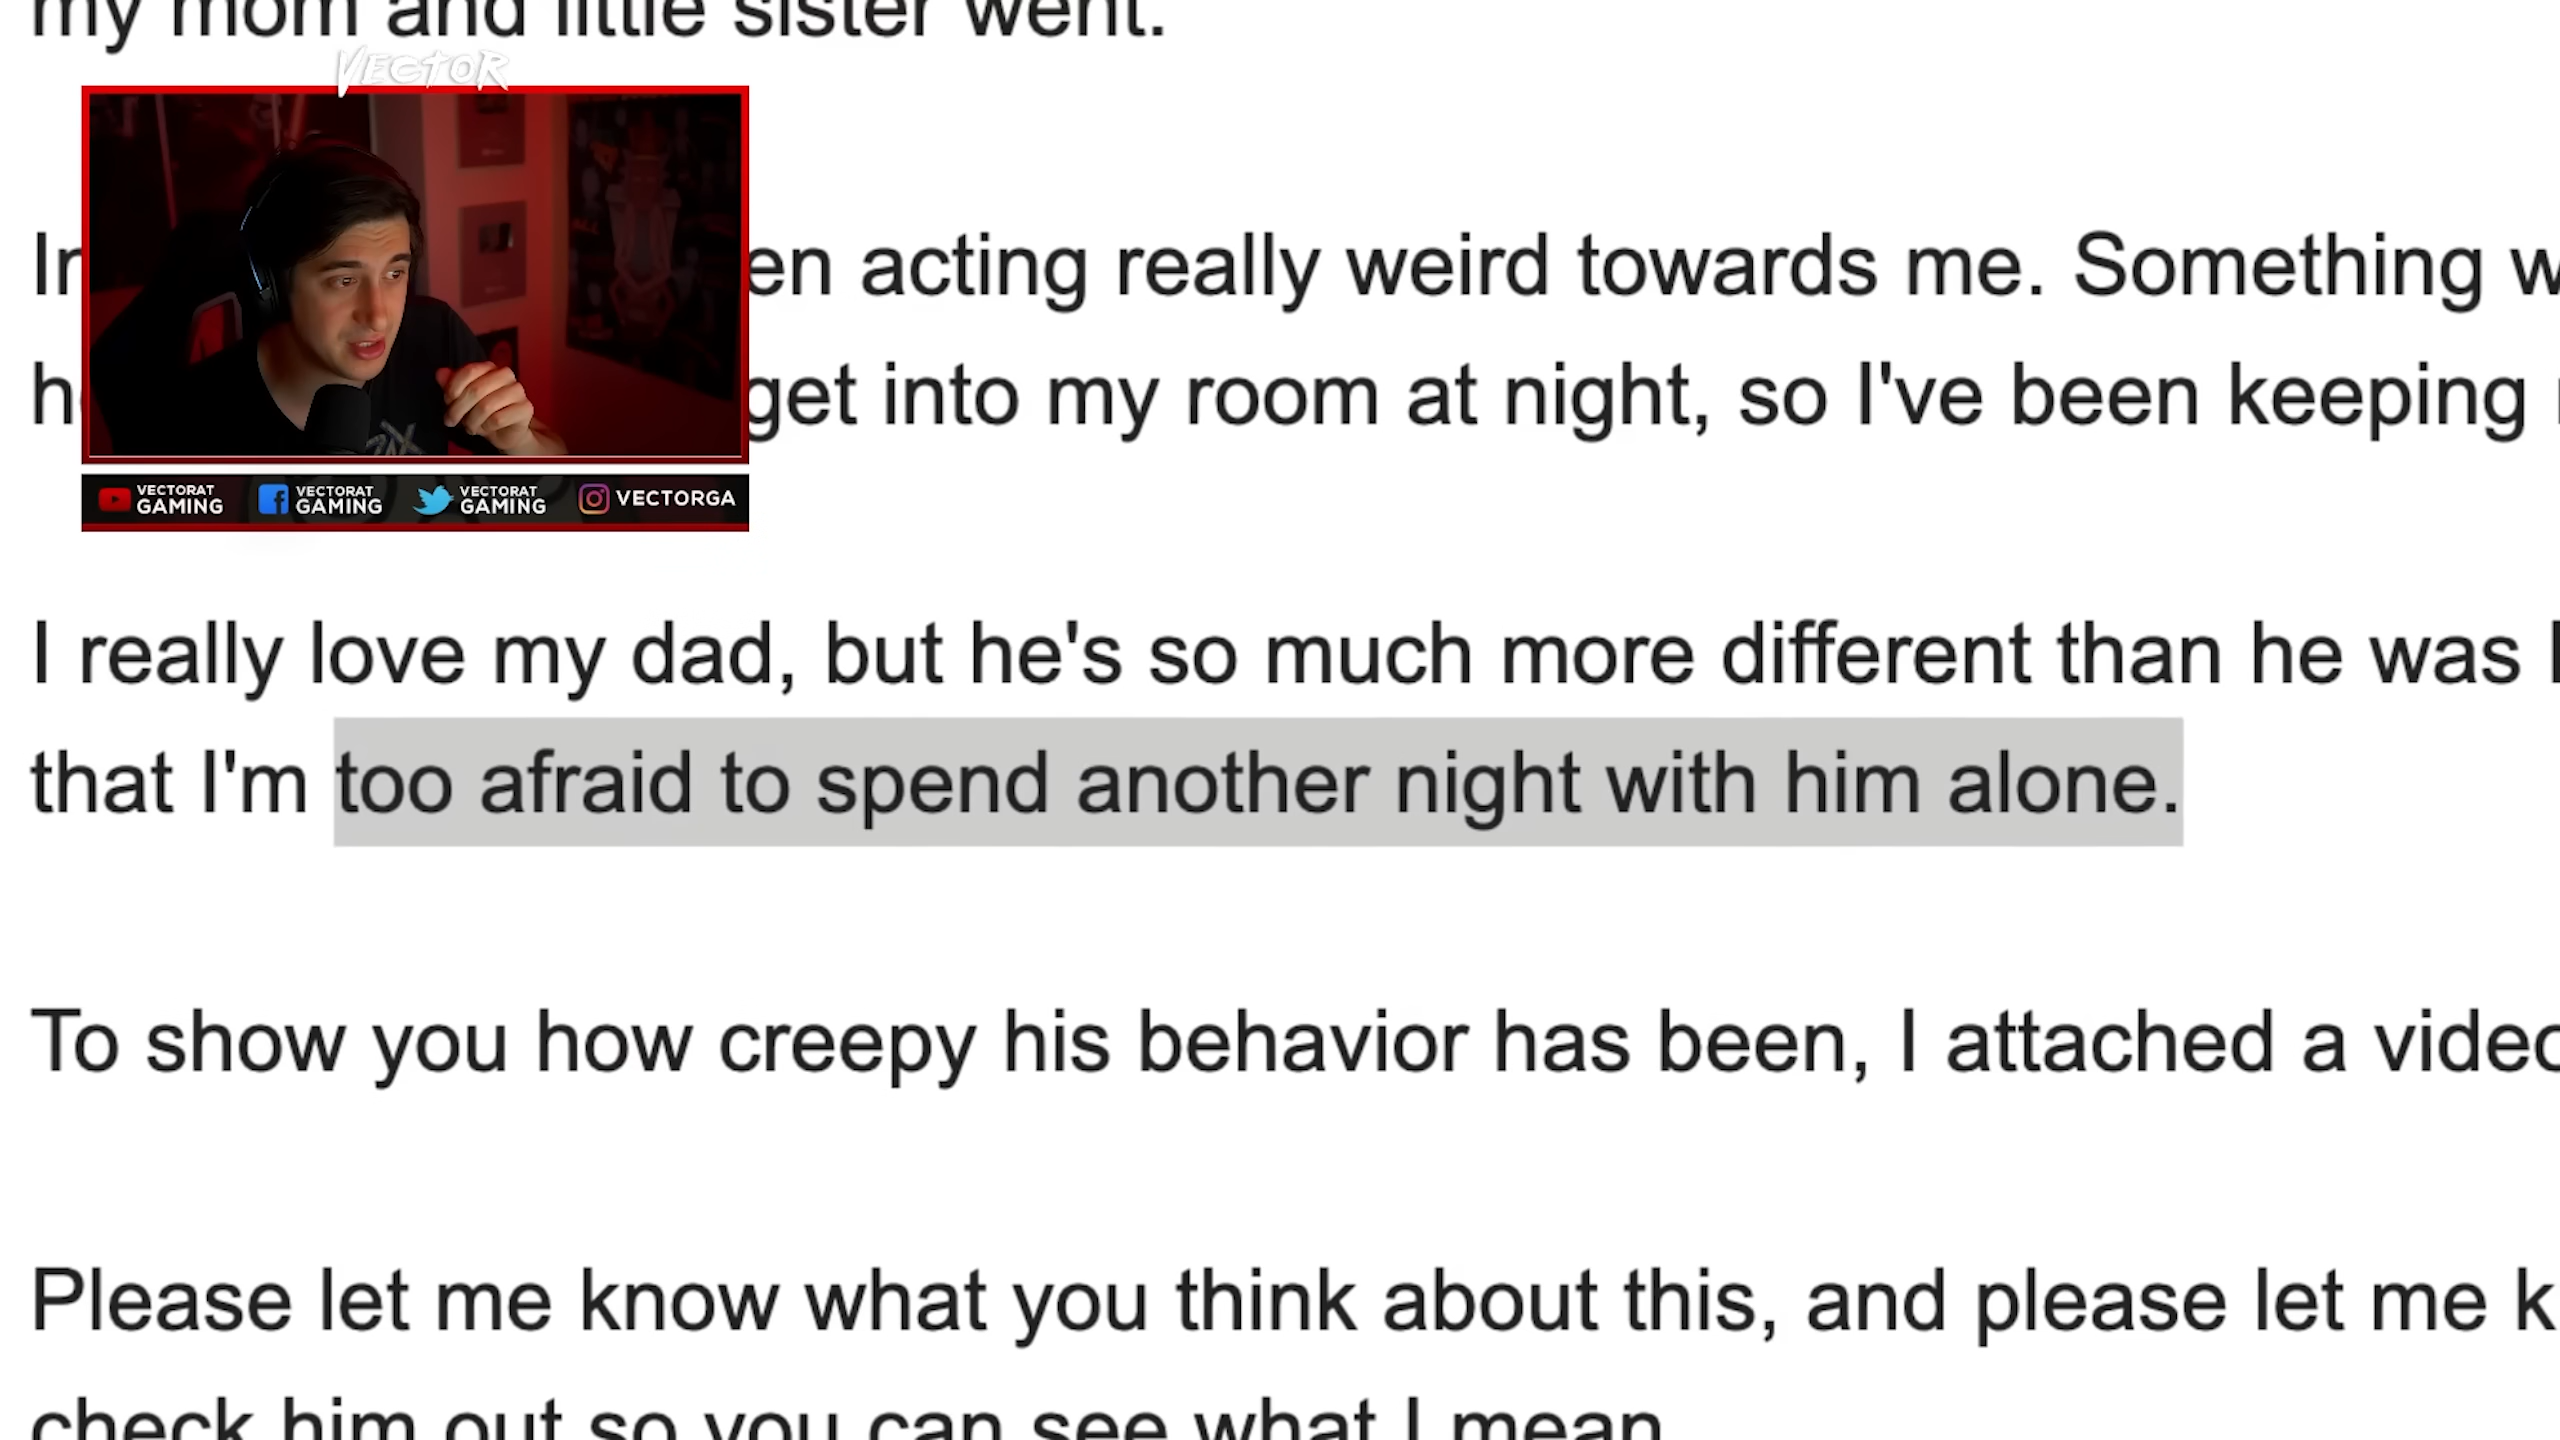 my mom and little sister went.
VECTOR
en acting really weird towards me. Something
get into my room at night, so I've been keeping
VECTORAT GAMING VECTORAT GAMING VECTORAT GAMING VECTORGA
I really love my dad, but he's so much more different than he was
that I'm too afraid to spend another night with him alone.
To show you how creepy his behavior has been, I attached a video
Please let me know what you think about this, and please let me
check him out so you can see what I mean